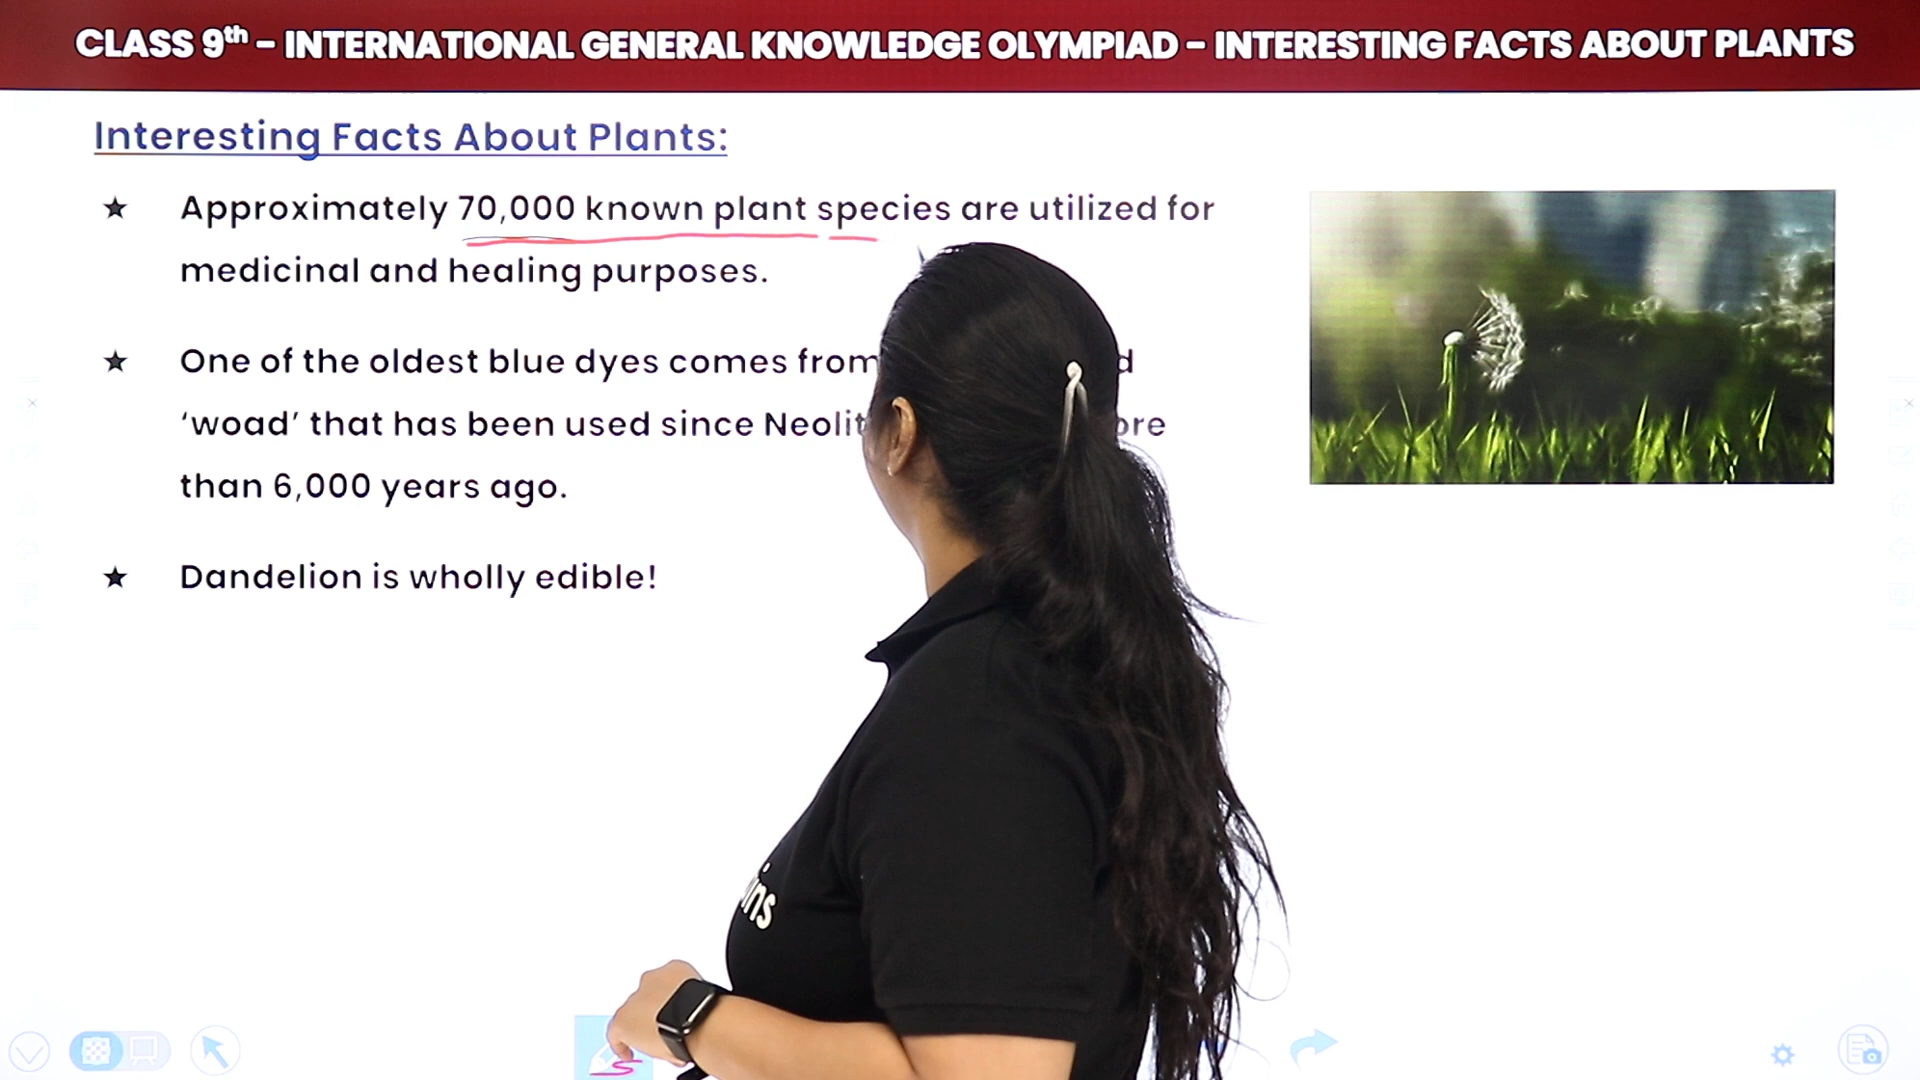 CLASS 9th - INTERNATIONAL GENERAL KNOWLEDGE OLYMPIAD - INTERESTING FACTS ABOUT PLANTS
Interesting Facts About Plants:
★ Approximately 70,000 known plant species are utilized for
medicinal and healing purposes.
★ One of the oldest blue dyes comes from
‘woad’ that has been used since
than 6,000 years ago.
★ Dandelion is wholly edible!